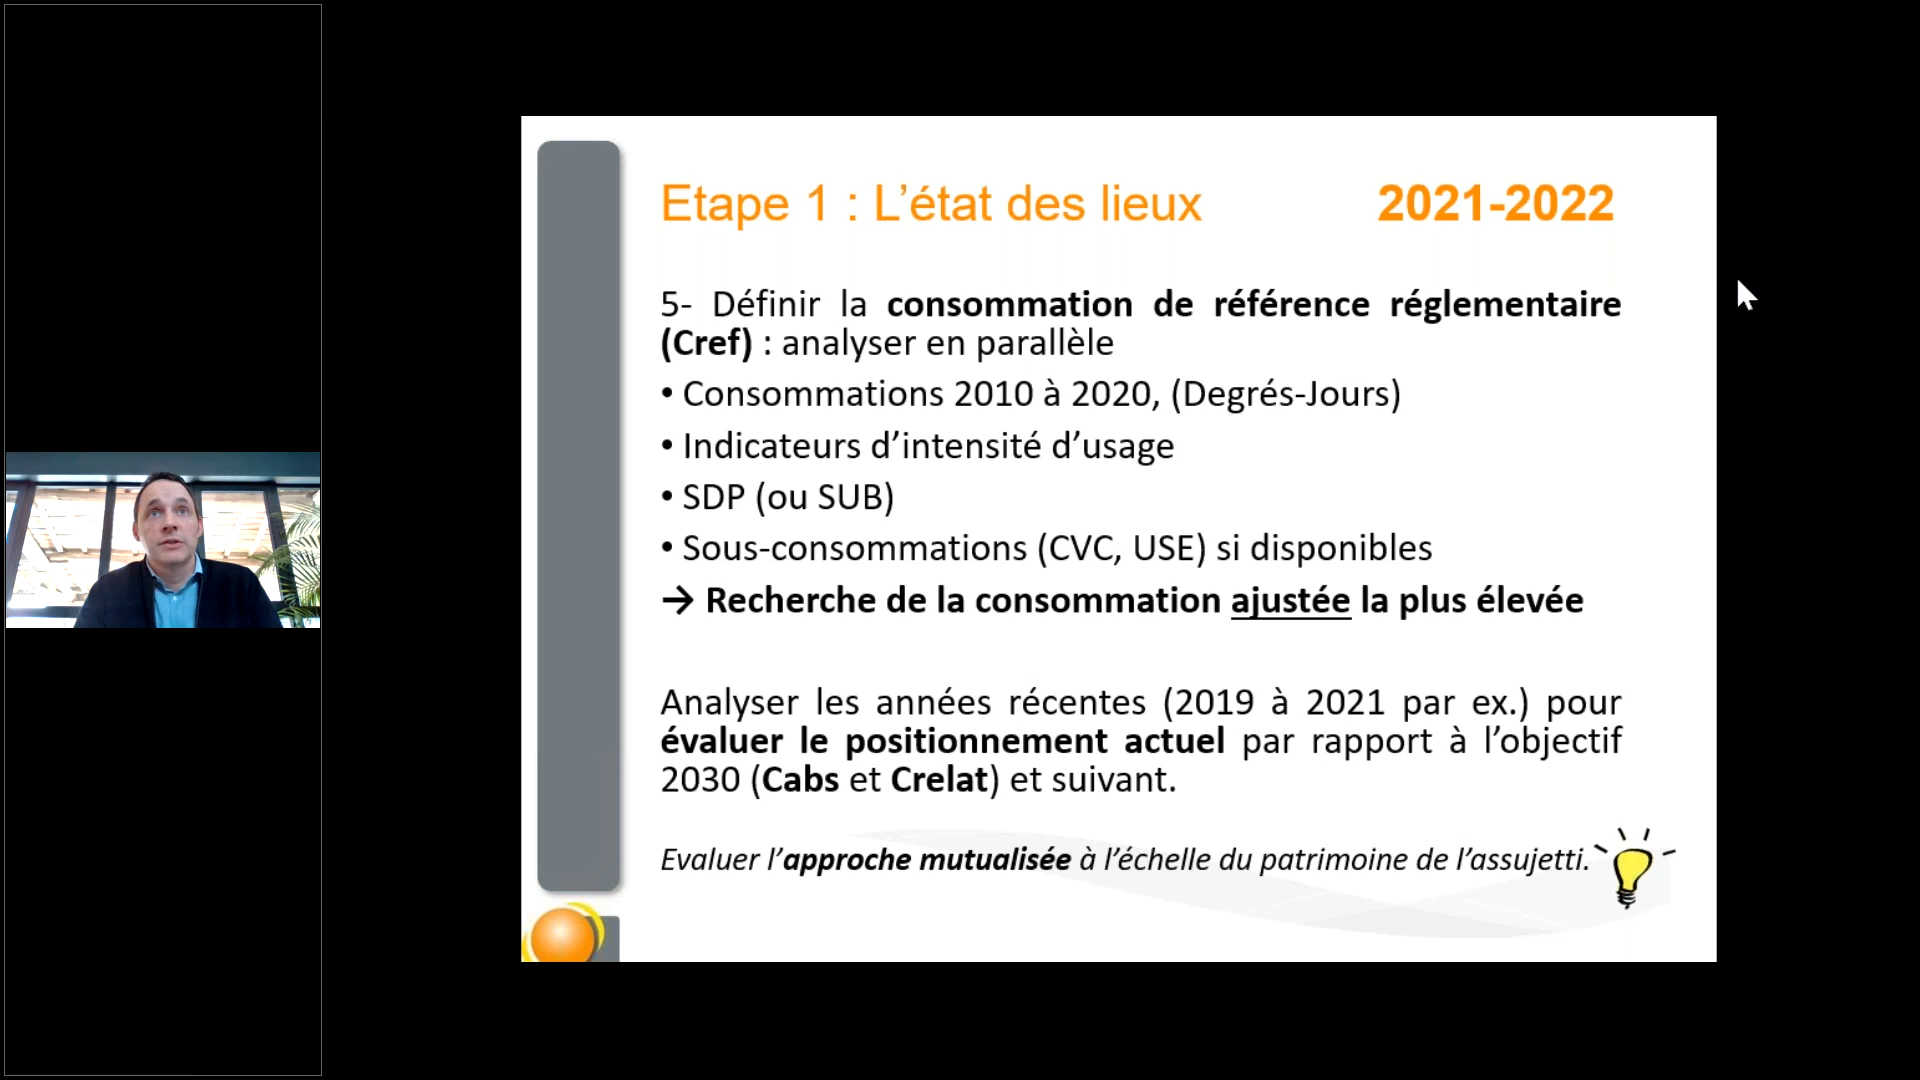 Etape 1 : L’état des lieux 2021-2022
5- Définir la consommation de référence réglementaire
(Cref) : analyser en parallèle
• Consommations 2010 à 2020, (Degrés-Jours)
• Indicateurs d’intensité d’usage
• SDP (ou SUB)
• Sous-consommations (CVC, USE) si disponibles
→ Recherche de la consommation ajustée la plus élevée
Analyser les années récentes (2019 à 2021 par ex.) pour
évaluer le positionnement actuel par rapport à l’objectif
2030 (Cabs et Crelat) et suivant.
Evaluer l’approche mutualisée à l’échelle du patrimoine de l’assujetti.